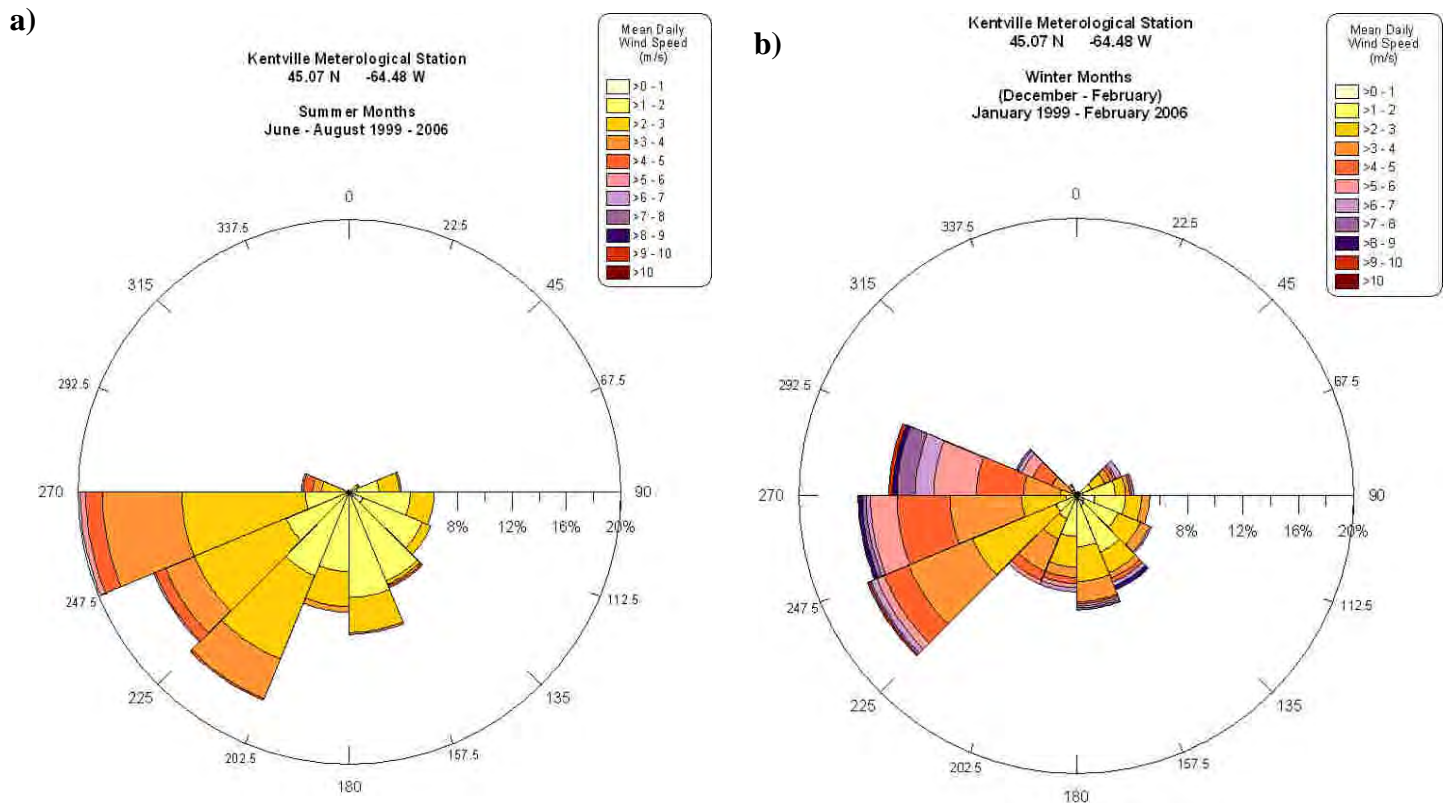 a)
Kentville Meterological Station
45.07 N -64.48 W
Summer Months
June - August 1999 - 2006
Mean Daily
Wind Speed
(m/s)
>0 - 1
>1 - 2
>2 - 3
>3 - 4
>4 - 5
>5 - 6
>6 - 7
>7 - 8
>8 - 9
>9 - 10
>10
0
22.5
45
67.5
90
112.5
135
157.5
180
202.5
225
247.5
270
292.5
315
337.5
8% 12% 16% 20%
b)
Kentville Meterological Station
45.07 N -64.48 W
Winter Months
(December - February)
January 1999 - February 2006
Mean Daily
Wind Speed
(m/s)
>0 - 1
>1 - 2
>2 - 3
>3 - 4
>4 - 5
>5 - 6
>6 - 7
>7 - 8
>8 - 9
>9 - 10
>10
0
22.5
45
67.5
90
112.5
135
157.5
180
202.5
225
247.5
270
292.5
315
337.5
8% 12% 16% 20%